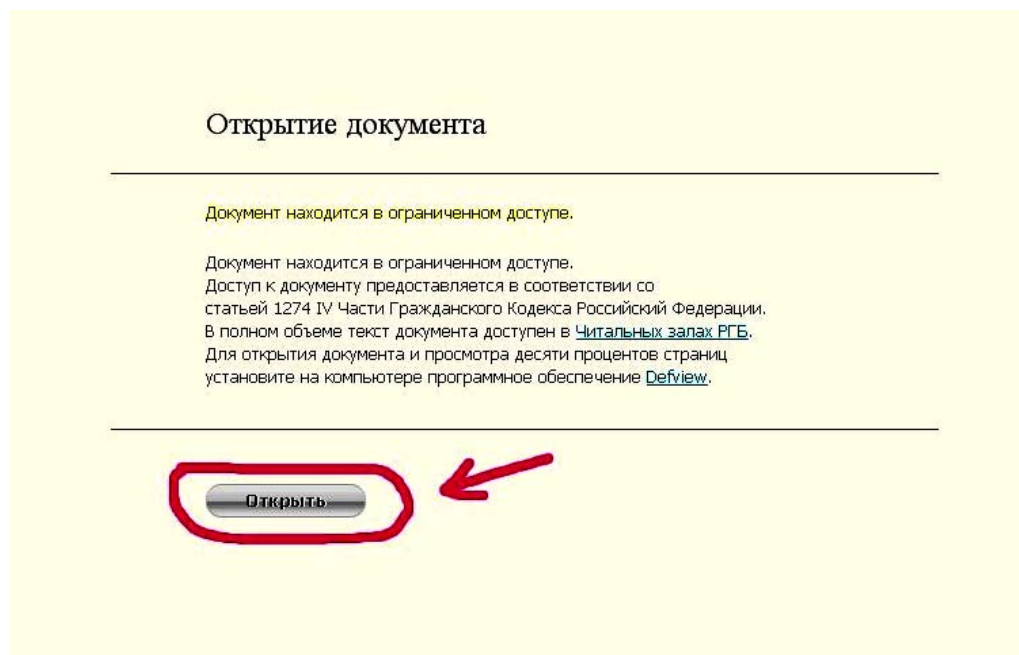 Открытие документа
Документ находится в ограниченном доступе.
Документ находится в ограниченном доступе.
Доступ к документу предоставляется в соответствии со
статьей 1274 IV Части Гражданского Кодекса Российский Федерации.
В полном объеме текст документа доступен в Читальных залах РГБ.
Для открытия документа и просмотра десяти процентов страниц
установите на компьютере программное обеспечение Defview.
Открыть